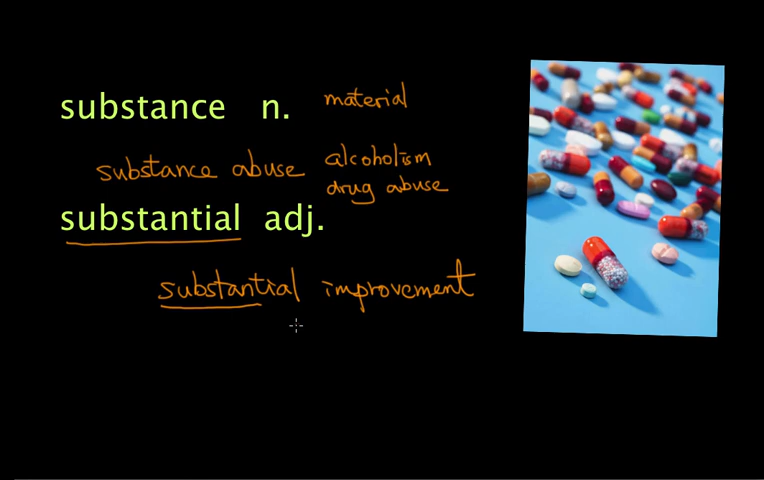 substance n. material
substance abuse alcoholism
drug abuse
substantial adj.
substantial improvement